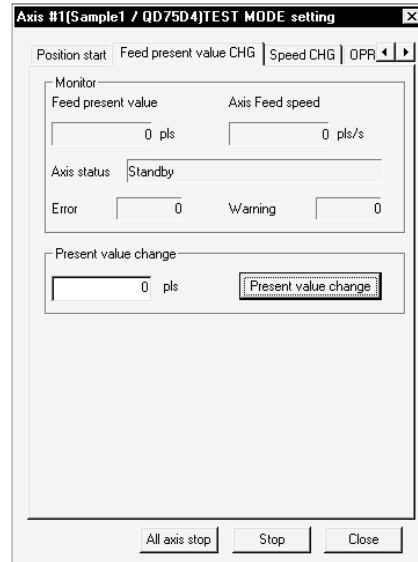 Axis #1(Sample1 / QD75D4)TEST MODE setting
Position start Feed present value CHG Speed CHG OPR
Monitor
Feed present value Axis Feed speed
0 pls 0 pls/s
Axis status Standby
Error 0 Warning 0
Present value change
0 pls Present value change
All axis stop Stop Close